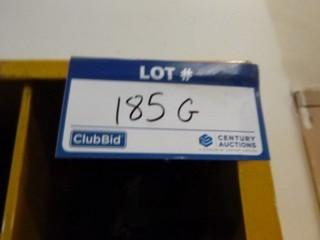 LOT #
185 G
ClubBid
CENTURY
AUCTIONS